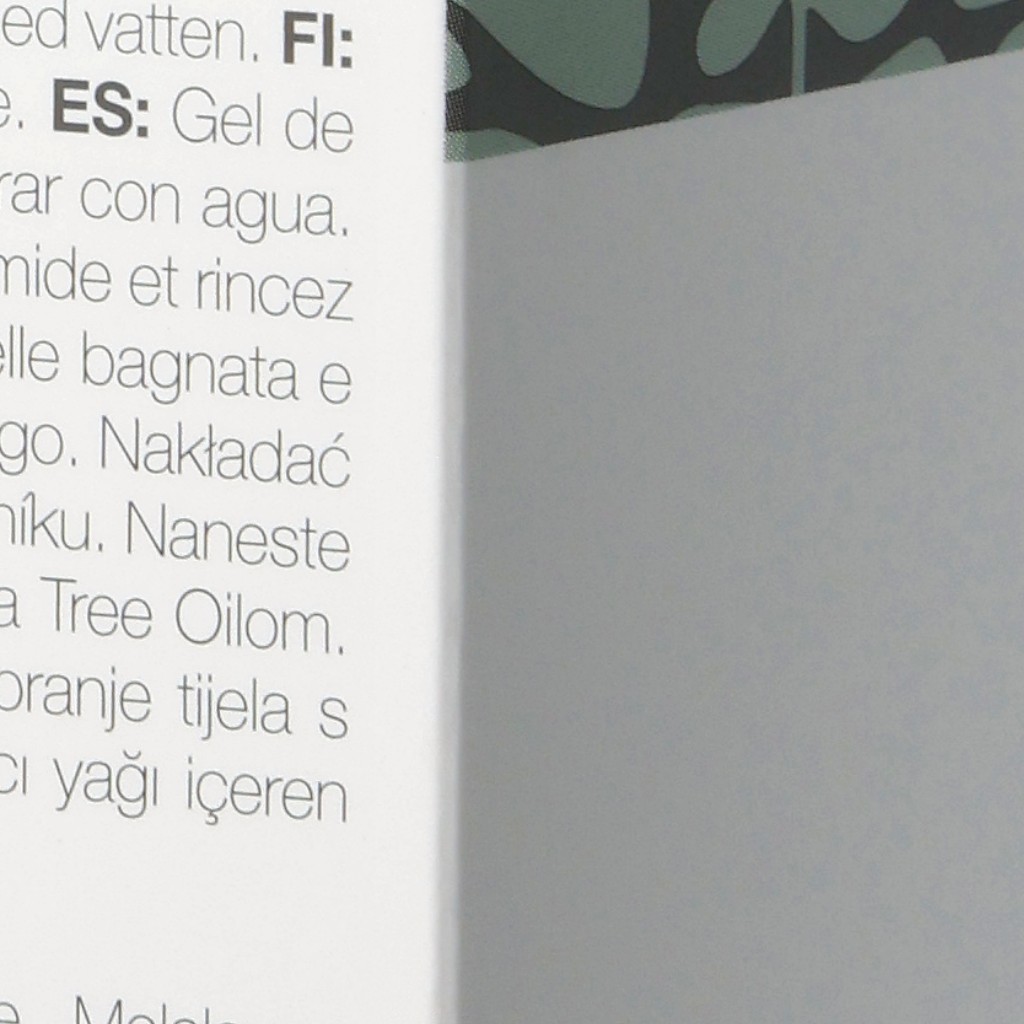 ed vatten. FI:
e. ES: Gel de
rar con agua.
mide et rincez
elle bagnata e
go. Nakładać
níku. Naneste
a Tree Oilom.
pranje tijela s
cı yağı içeren